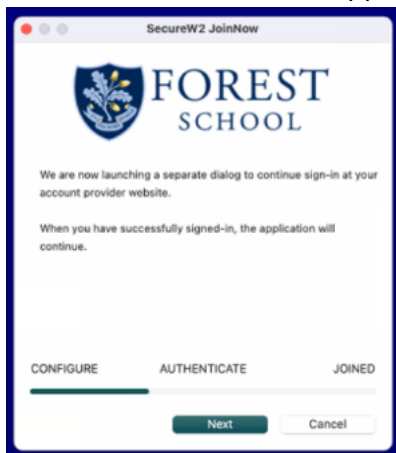 SecureW2 JoinNow
FOREST
SCHOOL
We are now launching a separate dialog to continue sign-in at your
account provider website.
When you have successfully signed-in, the application will
continue.
CONFIGURE AUTHENTICATE JOINED
Next Cancel